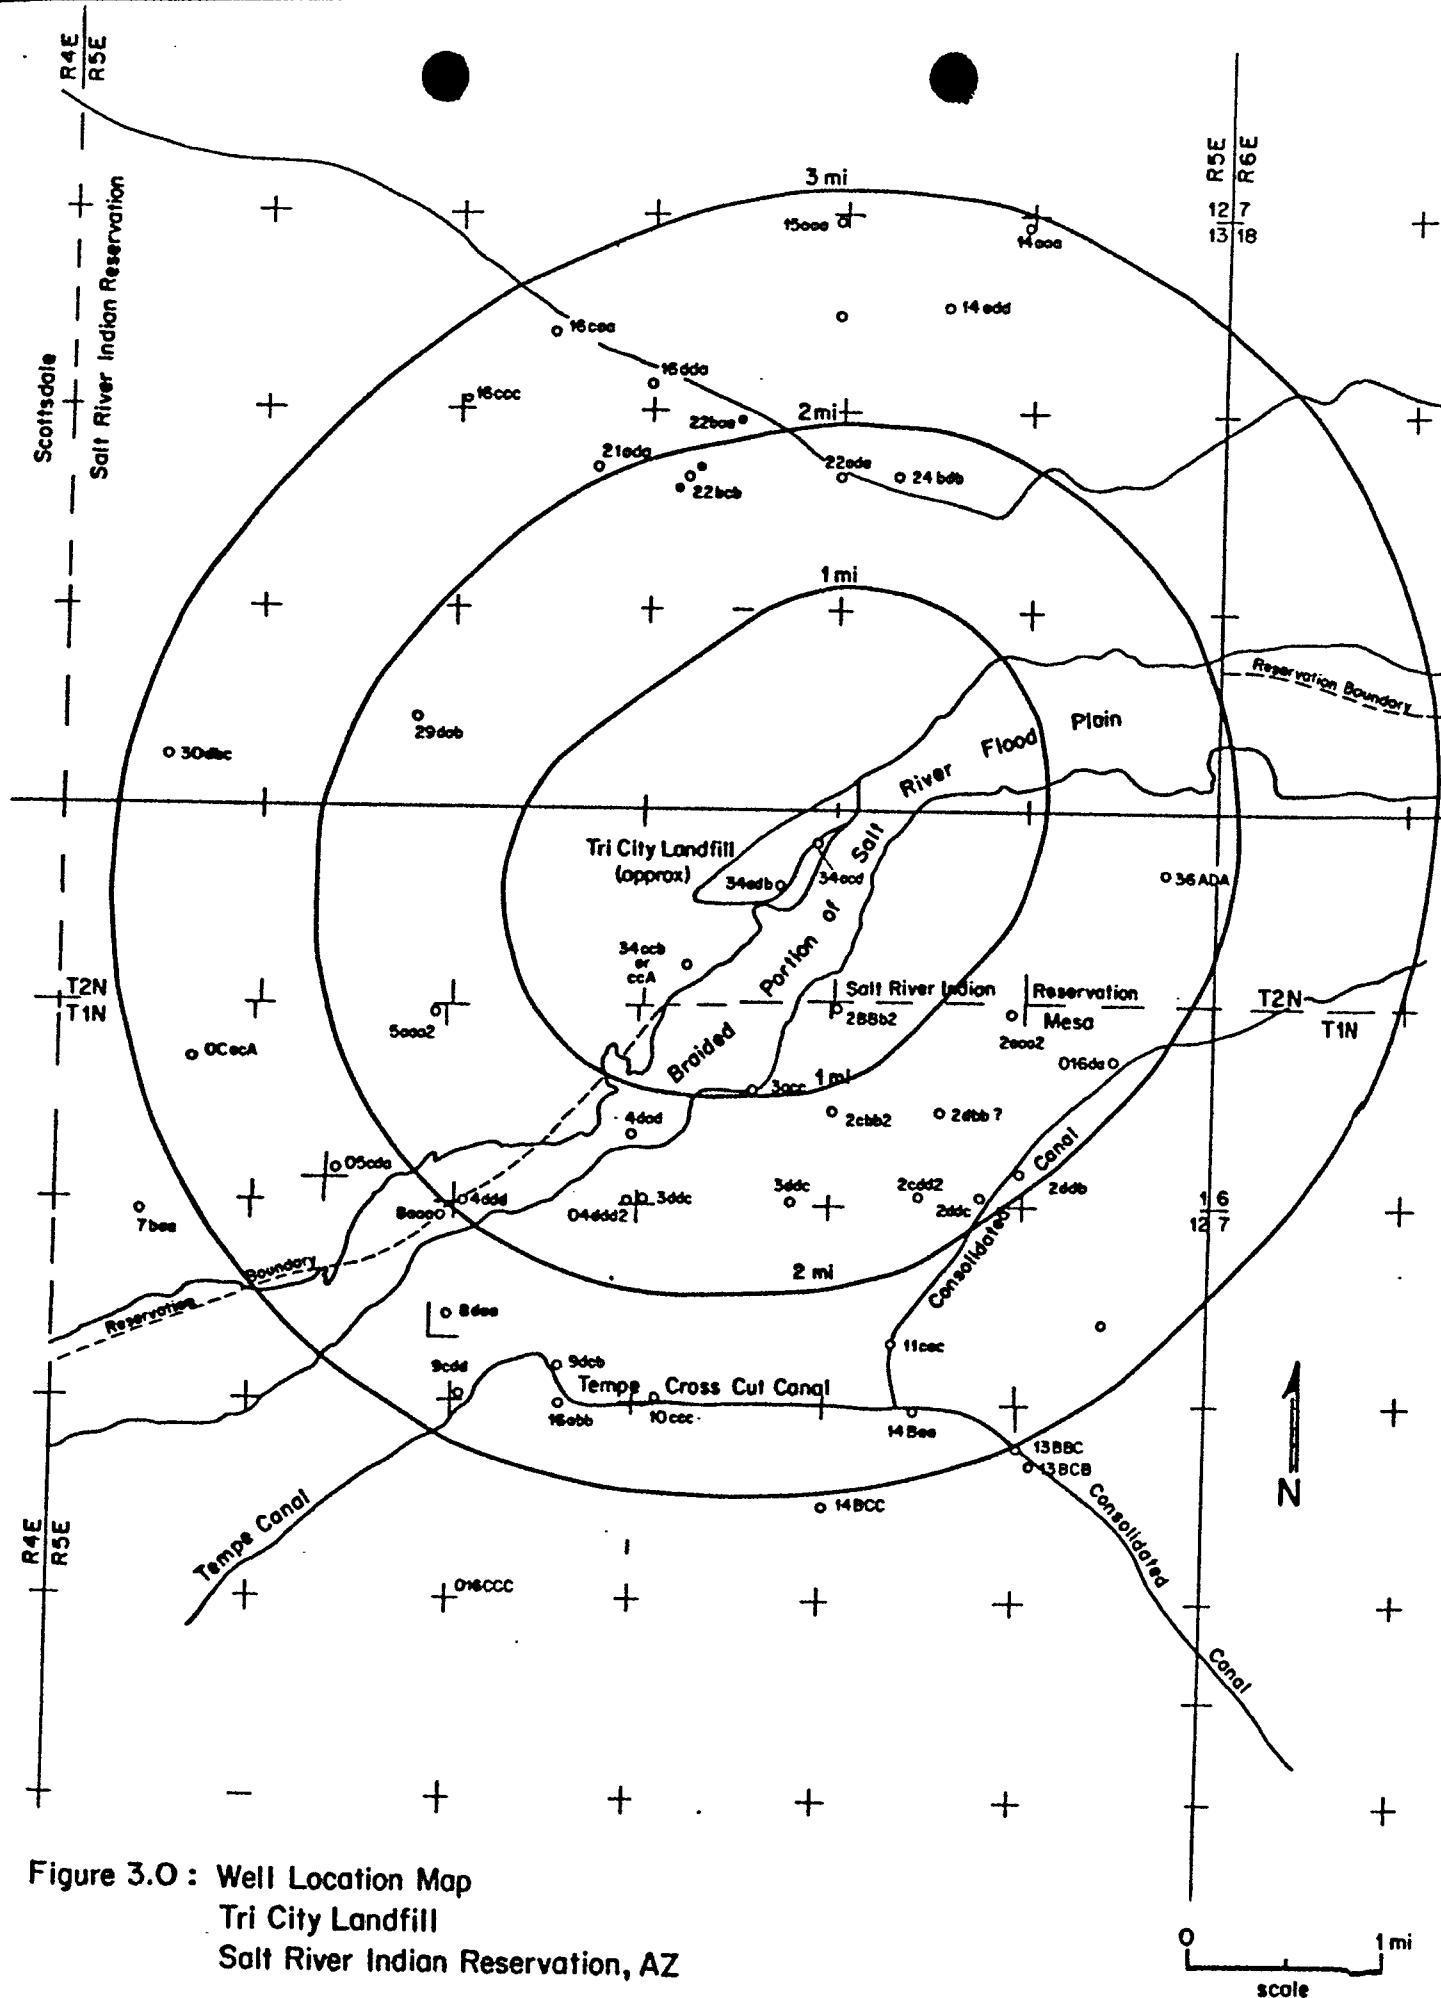 R4E
R5E
R5E
R6E
3 mi
12 7
13 18
15aaa
14aaa
Scottsdale
Salt River Indian Reservation
14add
16caa
16dda
16ccc
2mi
22baa
21ada
22ada
24bdb
22bcb
1 mi
Reservation Boundary
29dab
30dbc
River Flood Plain
Tri City Landfill
(approx)
34adb
34acd
36ADA
Braided Portion of Salt
34ccb
or
ccA
T2N
T1N
Salt River Indian Reservation
Mesa
T2N
T1N
5aaa2
2BBb2
2aaa2
016da
3acc
1 mi
4dad
2cbb2
2dbb?
05cda
4ddd
8aaa
04ddd2
3ddc
3ddc
2cdd2
2ddc
2ddb
Consolidated Canal
7baa
1 6
12 7
2 mi
Reservation Boundary
8daa
11cac
9cdd
9dcb
Tempe Cross Cut Canal
16abb
10ccc
14Baa
13BBC
13BCB
14BCC
N
Tempe Canal
Consolidated Canal
R4E
R5E
016CCC
Figure 3.0 : Well Location Map
Tri City Landfill
Salt River Indian Reservation, AZ
0 1 mi
scale